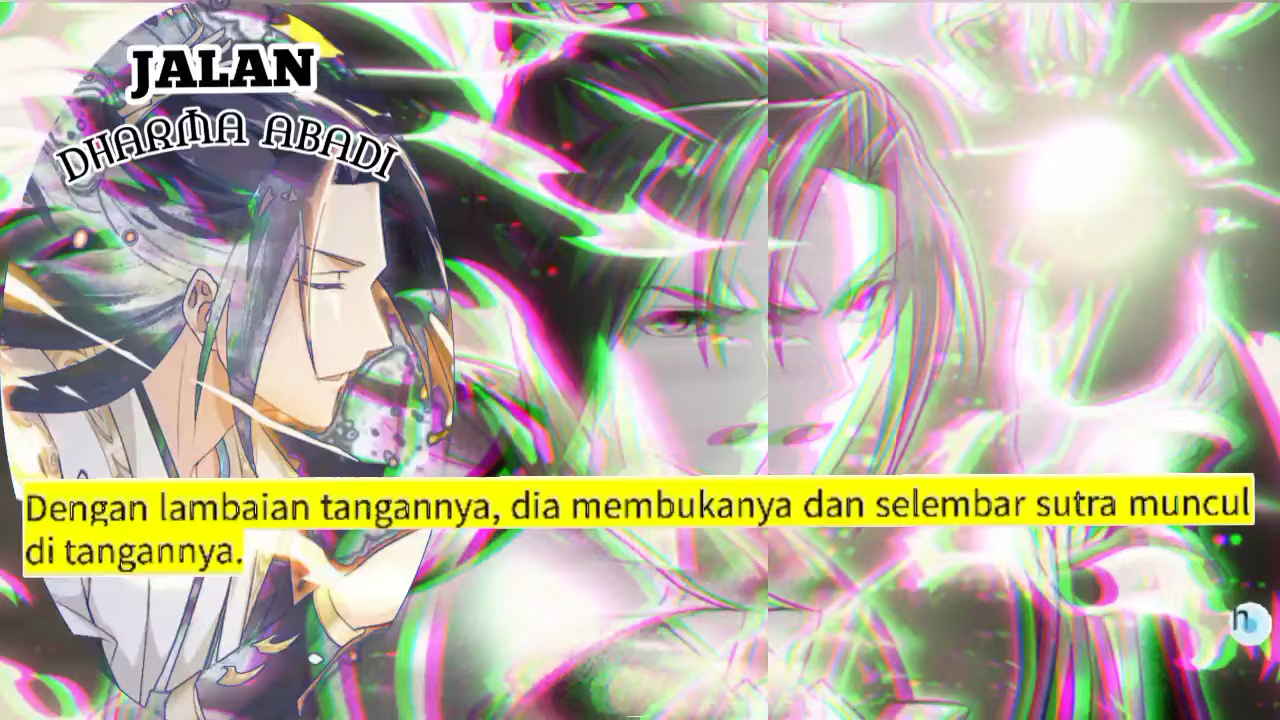 JALAN
DHARMA ABADI
Dengan lambaian tangannya, dia membukanya dan selembar sutra muncul
di tangannya.
h